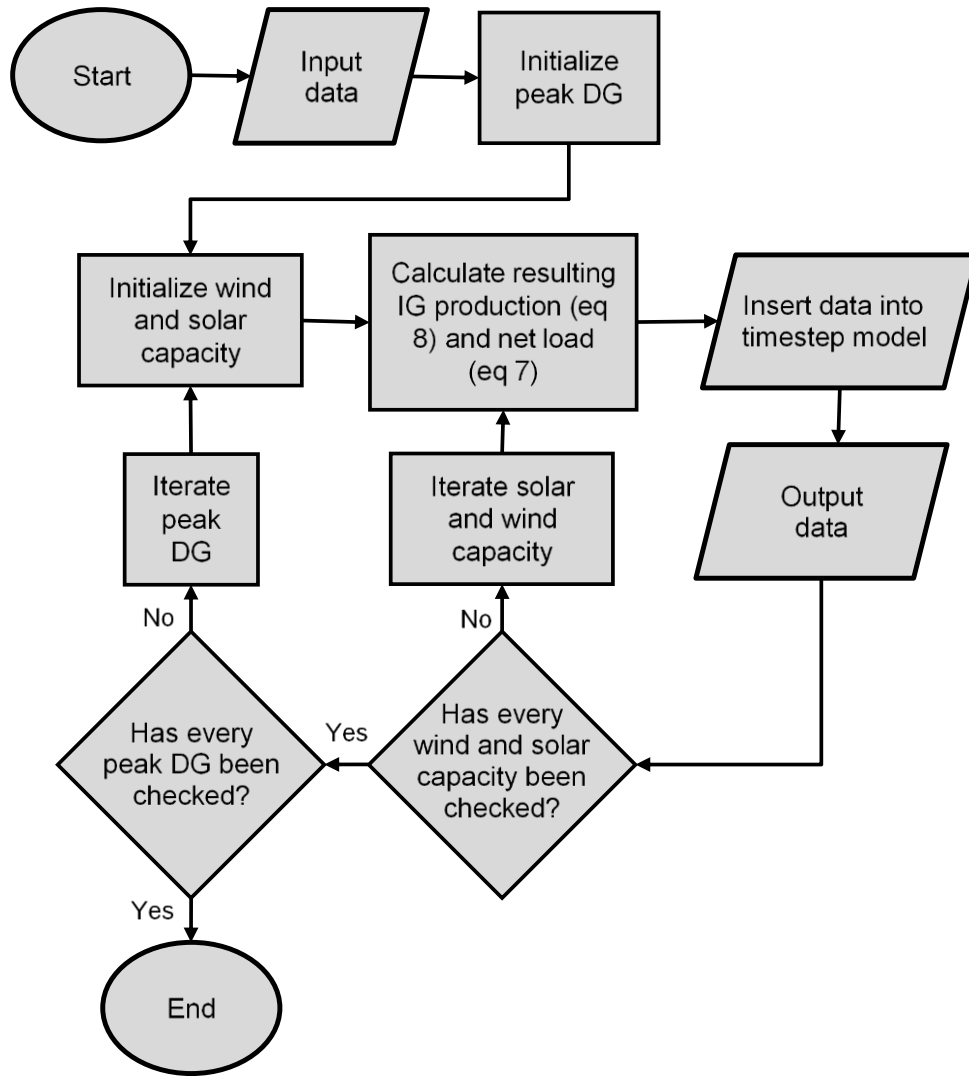 Start
Input
data
Initialize
peak DG
Initialize wind
and solar
capacity
Calculate resulting
IG production (eq
8) and net load
(eq 7)
Insert data into
timestep model
Iterate
peak
DG
Iterate solar
and wind
capacity
Output
data
No
No
Has every
peak DG been
checked?
Yes
Has every
wind and solar
capacity been
checked?
Yes
End